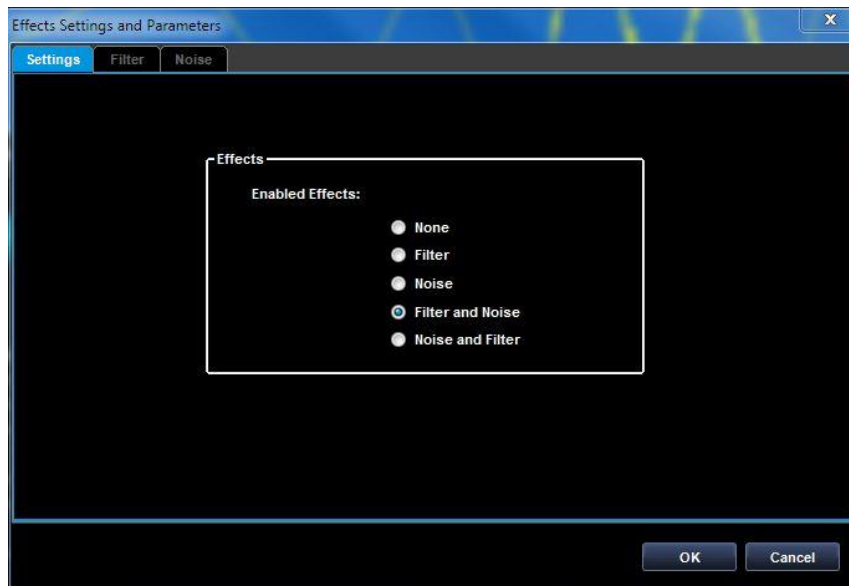 Effects Settings and Parameters
X
Settings Filter Noise
Effects
Enabled Effects:
None
Filter
Noise
Filter and Noise
Noise and Filter
OK Cancel